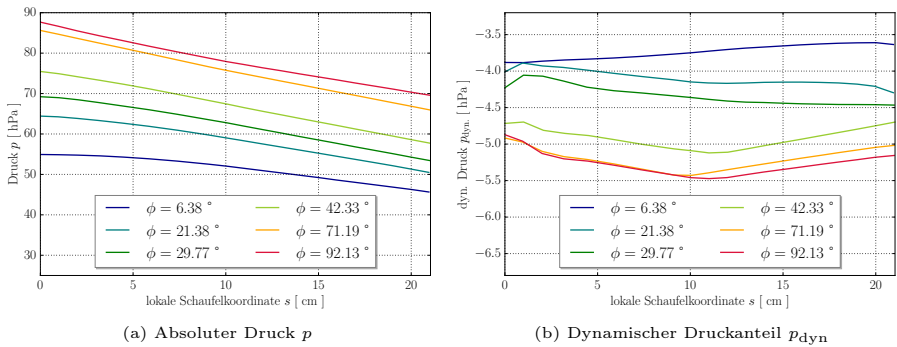 90
80
70
60
50
40
30
Druck p [ hPa ]
0 5 10 15 20
lokale Schaufelkoordinate s [ cm ]
ϕ = 6.38 °
ϕ = 21.38 °
ϕ = 29.77 °
ϕ = 42.33 °
ϕ = 71.19 °
ϕ = 92.13 °
(a) Absoluter Druck p
−3.5
−4.0
−4.5
−5.0
−5.5
−6.0
−6.5
dyn. Druck p_dyn. [ hPa ]
0 5 10 15 20
lokale Schaufelkoordinate s [ cm ]
ϕ = 6.38 °
ϕ = 21.38 °
ϕ = 29.77 °
ϕ = 42.33 °
ϕ = 71.19 °
ϕ = 92.13 °
(b) Dynamischer Druckanteil p_dyn